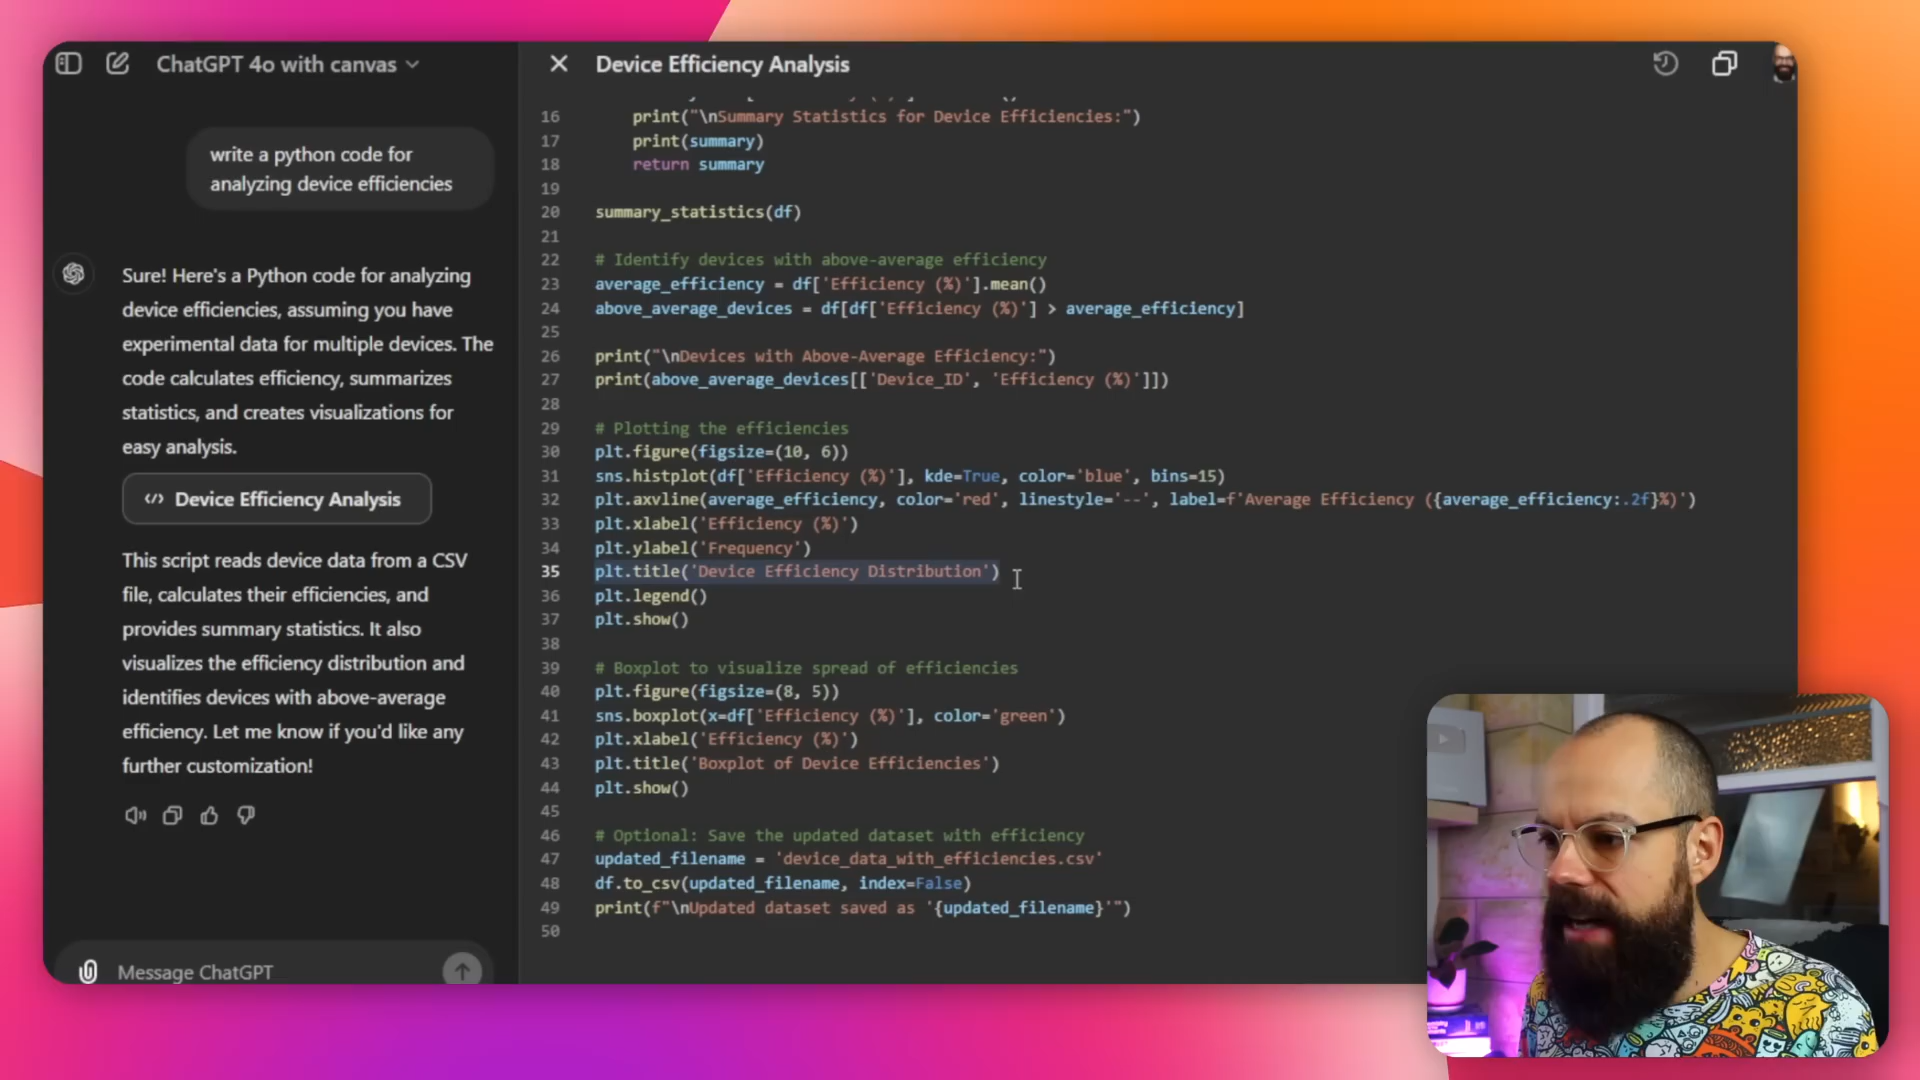 ChatGPT 4o with canvas
write a python code for
analyzing device efficiencies
Sure! Here's a Python code for analyzing
device efficiencies, assuming you have
experimental data for multiple devices. The
code calculates efficiency, summarizes
statistics, and creates visualizations for
easy analysis.
Device Efficiency Analysis
This script reads device data from a CSV
file, calculates their efficiencies, and
provides summary statistics. It also
visualizes the efficiency distribution and
identifies devices with above-average
efficiency. Let me know if you'd like any
further customization!
Message ChatGPT
Device Efficiency Analysis
16 print("\nSummary Statistics for Device Efficiencies:")
17 print(summary)
18 return summary
19
20 summary_statistics(df)
21
22 # Identify devices with above-average efficiency
23 average_efficiency = df['Efficiency (%)'].mean()
24 above_average_devices = df[df['Efficiency (%)'] > average_efficiency]
25
26 print("\nDevices with Above-Average Efficiency:")
27 print(above_average_devices[['Device_ID', 'Efficiency (%)']])
28
29 # Plotting the efficiencies
30 plt.figure(figsize=(10, 6))
31 sns.histplot(df['Efficiency (%)'], kde=True, color='blue', bins=15)
32 plt.axvline(average_efficiency, color='red', linestyle='--', label=f'Average Efficiency ({average_efficiency:.2f}%)')
33 plt.xlabel('Efficiency (%)')
34 plt.ylabel('Frequency')
35 plt.title('Device Efficiency Distribution')
36 plt.legend()
37 plt.show()
38
39 # Boxplot to visualize spread of efficiencies
40 plt.figure(figsize=(8, 5))
41 sns.boxplot(x=df['Efficiency (%)'], color='green')
42 plt.xlabel('Efficiency (%)')
43 plt.title('Boxplot of Device Efficiencies')
44 plt.show()
45
46 # Optional: Save the updated dataset with efficiency
47 updated_filename = 'device_data_with_efficiencies.csv'
48 df.to_csv(updated_filename, index=False)
49 print(f"\nUpdated dataset saved as '{updated_filename}'")
50